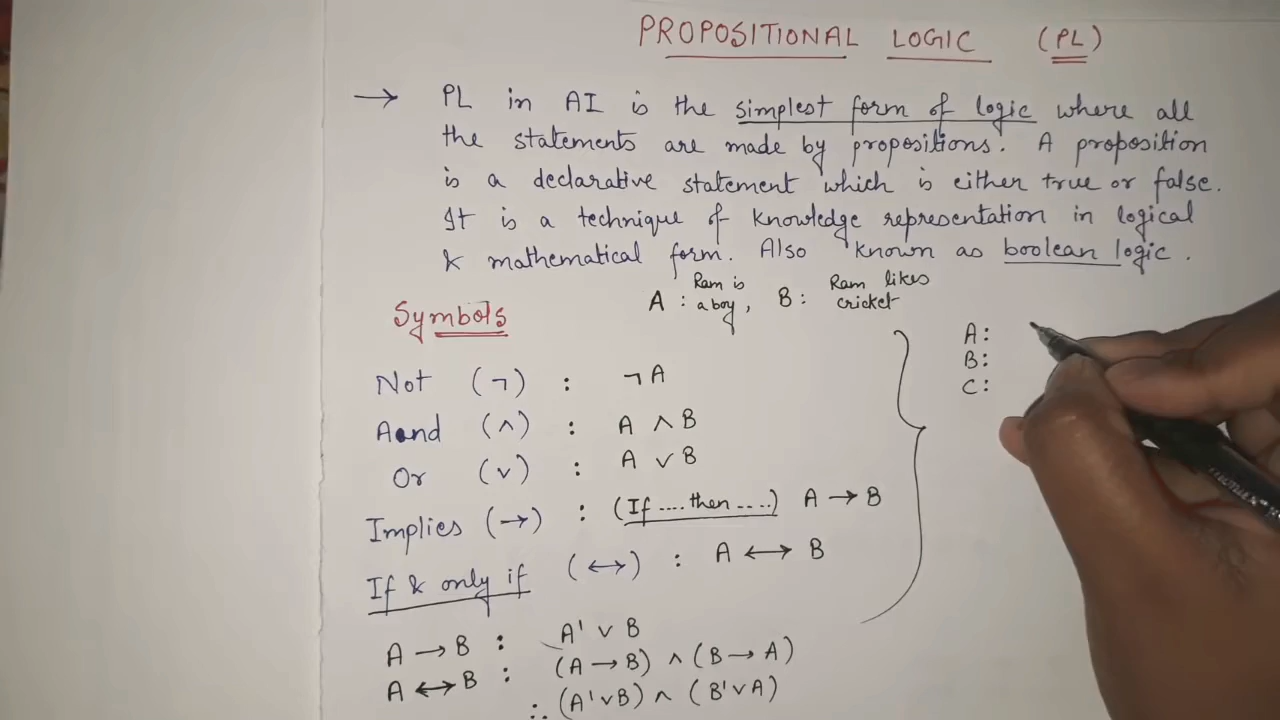 PROPOSITIONAL LOGIC (PL)
→ PL in AI is the simplest form of logic where all
the statements are made by propositions. A proposition
is a declarative statement which is either true or false.
It is a technique of knowledge representation in logical
& mathematical form. Also known as boolean logic.
A : Ram is a boy, B : Ram likes cricket
Symbols
Not (¬) : ¬A
And (∧) : A ∧ B
Or (∨) : A ∨ B
Implies (→) : (If .... then ....) A → B
If & only if (↔) : A ↔ B
A → B : A' ∨ B
A ↔ B : (A → B) ∧ (B → A)
∴ (A' ∨ B) ∧ (B' ∨ A)
A :
B :
C :